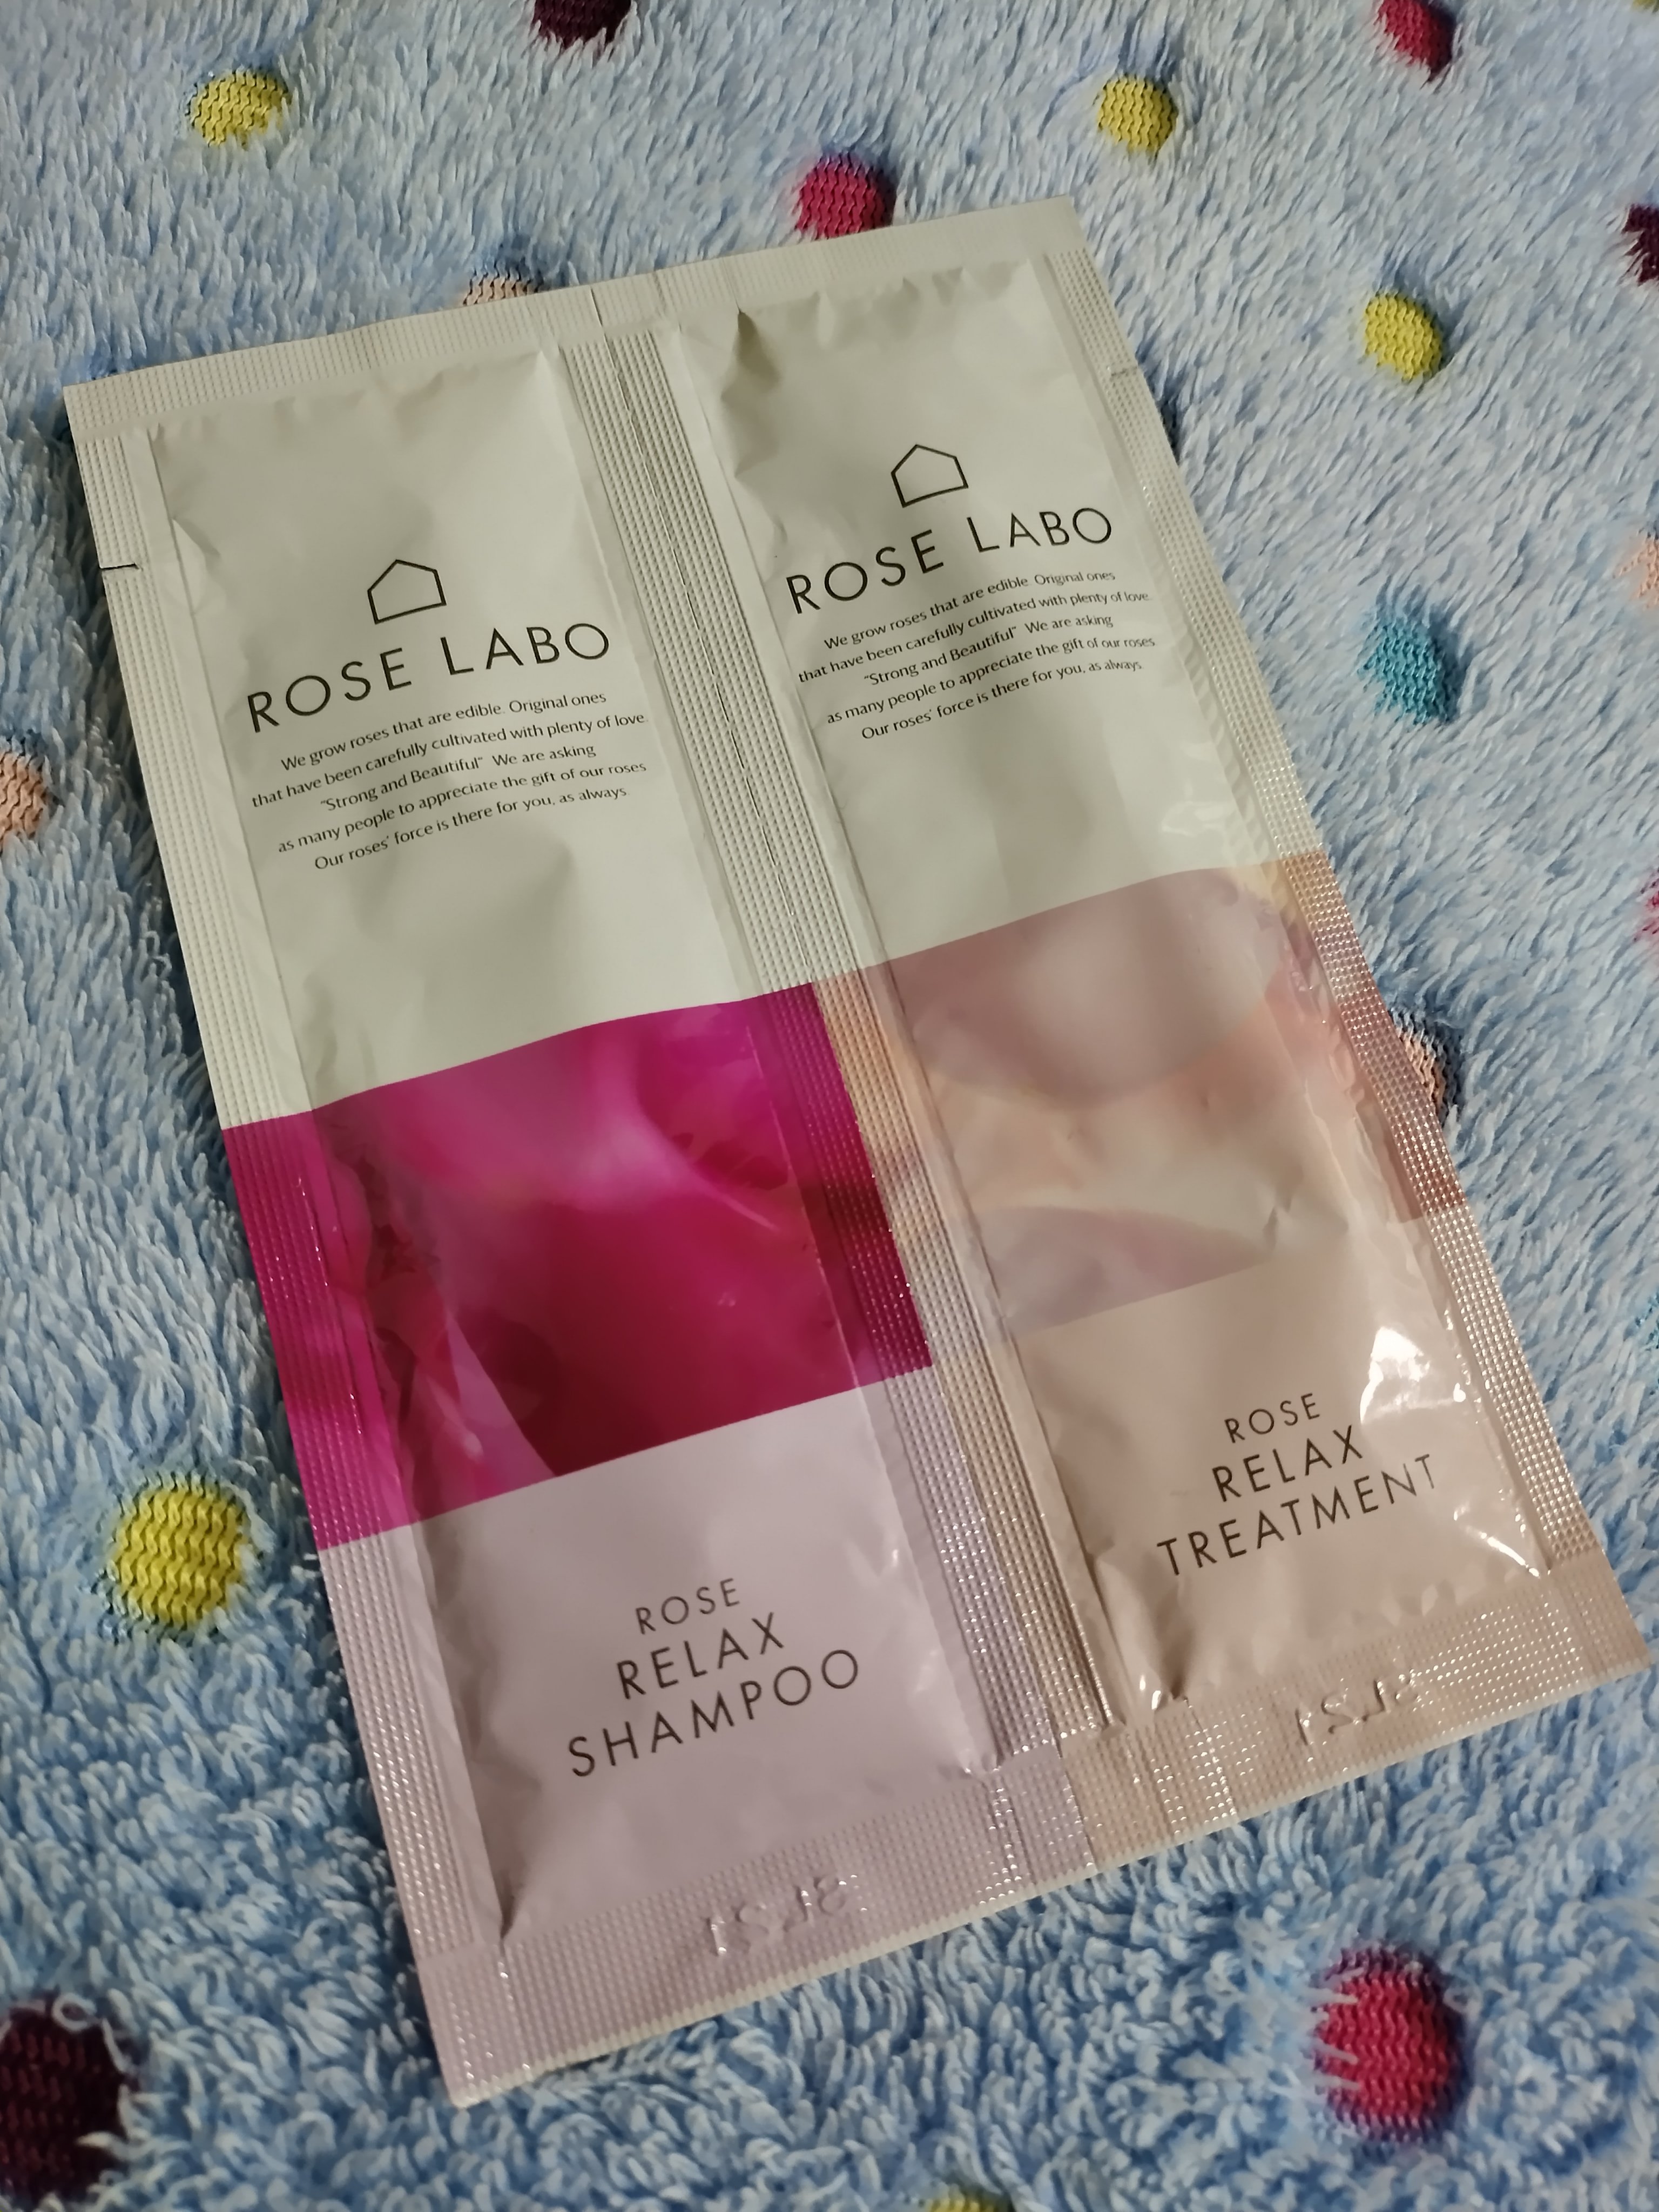 ROSE LABO
We grow roses that are edible. Original ones
that have been carefully cultivated with plenty of love.
"Strong and Beautiful" We are asking
as many people to appreciate the gift of our roses.
Our roses' force is there for you, as always.
ROSE
RELAX
SHAMPOO
ROSE LABO
We grow roses that are edible. Original ones
that have been carefully cultivated with plenty of love.
"Strong and Beautiful" We are asking
as many people to appreciate the gift of our roses.
Our roses' force is there for you, as always.
ROSE
RELAX
TREATMENT